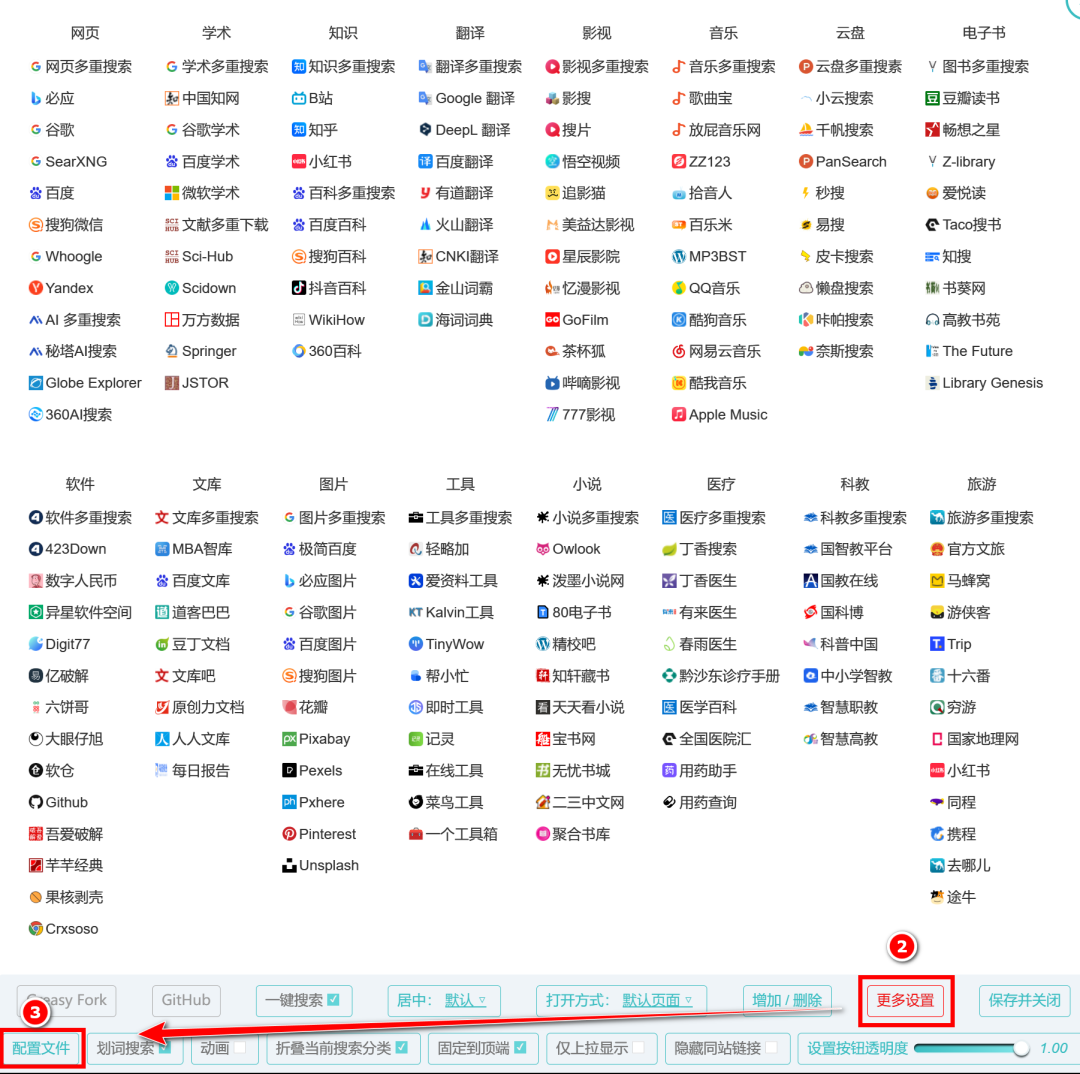 网页 学术 知识 翻译 影视 音乐 云盘 电子书
网页多重搜索 学术多重搜索 知识多重搜索 翻译多重搜索 影视多重搜索 音乐多重搜索 云盘多重搜素 图书多重搜索
必应 中国知网 B站 Google 翻译 影搜 歌曲宝 小云搜索 豆瓣读书
谷歌 谷歌学术 知乎 DeepL 翻译 搜片 放屁音乐网 千帆搜索 畅想之星
SearXNG 百度学术 小红书 百度翻译 悟空视频 ZZ123 PanSearch Z-library
百度 微软学术 百科多重搜索 有道翻译 追影猫 拾音人 秒搜 爱悦读
搜狗微信 文献多重下载 百度百科 火山翻译 美益达影视 百乐米 易搜 Taco搜书
Whoogle Sci-Hub 搜狗百科 CNKI翻译 星辰影院 MP3BST 皮卡搜索 知搜
Yandex Scidown 抖音百科 金山词霸 忆漫影视 QQ音乐 懒盘搜索 书葵网
AI 多重搜索 万方数据 WikiHow 海词词典 GoFilm 酷狗音乐 咔帕搜索 高教书苑
秘塔AI搜索 Springer 360百科 茶杯狐 网易云音乐 奈斯搜索 The Future
Globe Explorer JSTOR 哔嘀影视 酷我音乐 Library Genesis
360AI搜索 777影视 Apple Music
软件 文库 图片 工具 小说 医疗 科教 旅游
软件多重搜索 文库多重搜索 图片多重搜索 工具多重搜索 小说多重搜索 医疗多重搜索 科教多重搜索 旅游多重搜索
423Down MBA智库 极简百度 轻略加 Owlook 丁香搜索 国智教平台 官方文旅
数字人民币 百度文库 必应图片 爱资料工具 泼墨小说网 丁香医生 国教在线 马蜂窝
异星软件空间 道客巴巴 谷歌图片 Kalvin工具 80电子书 有来医生 国科博 游侠客
Digit77 豆丁文档 百度图片 TinyWow 精校吧 春雨医生 科普中国 Trip
亿破解 文库吧 搜狗图片 帮小忙 知轩藏书 黔沙东诊疗手册 中小学智教 十六番
六饼哥 原创力文档 花瓣 即时工具 天天看小说 医学百科 智慧职教 穷游
大眼仔旭 人人文库 Pixabay 记灵 宝书网 全国医院汇 智慧高教 国家地理网
软仓 每日报告 Pexels 在线工具 无忧书城 用药助手 小红书
Github Pxhere 菜鸟工具 二三中文网 用药查询 同程
吾爱破解 Pinterest 一个工具箱 聚合书库 携程
芊芊经典 Unsplash 去哪儿
果核剥壳 途牛
Crxsoso
2
Greasy Fork GitHub 一键搜索 居中: 默认 打开方式: 默认页面 增加 / 删除 更多设置 保存并关闭
3
配置文件 划词搜索 动画 折叠当前搜索分类 固定到顶端 仅上拉显示 隐藏同站链接 设置按钮透明度 1.00